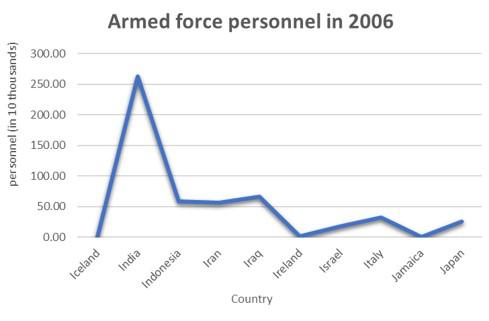 Armed force personnel in 2006
personnel (in 10 thousands)
300.00
250.00
200.00
150.00
100.00
50.00
0.00
Iceland
India
Indonesia
Iran
Iraq
Ireland
Israel
Italy
Jamaica
Japan
Country